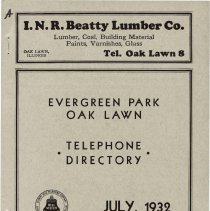 I. N. R. Beatty Lumber Co.
Lumber, Coal, Building Material
Paints, Varnishes, Glass
OAK LAWN, ILLINOIS
Tel. Oak Lawn 8
EVERGREEN PARK
OAK LAWN
TELEPHONE
DIRECTORY
JULY, 1932